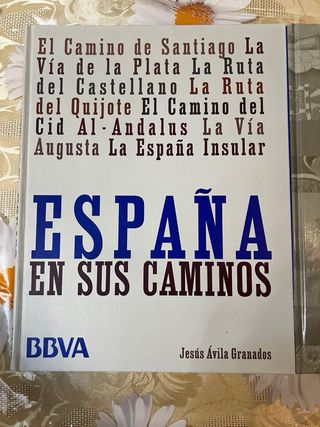 El Camino de Santiago La
Vía de la Plata La Ruta
del Castellano La Ruta
del Quijote El Camino del
Cid Al-Andalus La Vía
Augusta La España Insular
ESPAÑA
EN SUS CAMINOS
BBVA
Jesús Ávila Granados